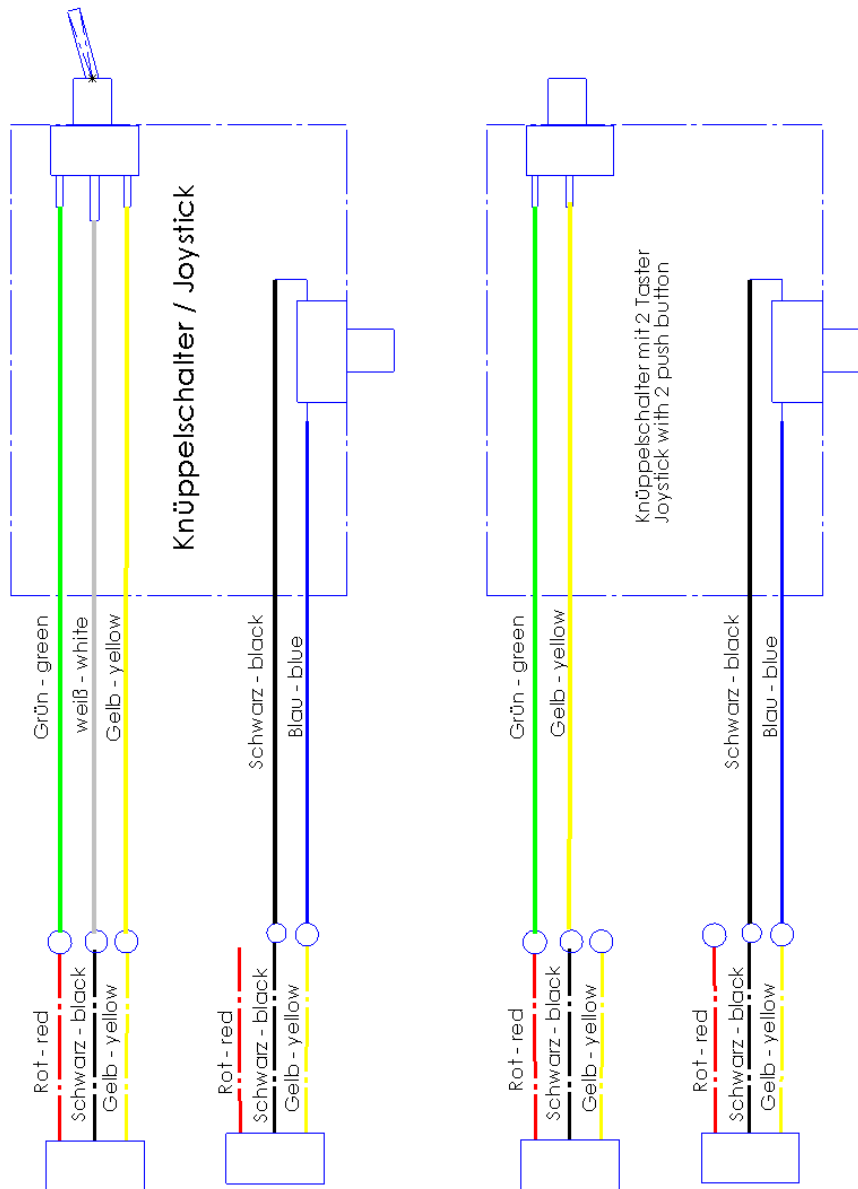 Knüppelschalter / Joystick
Grün - green
weiß - white
Gelb - yellow
Schwarz - black
Blau - blue
Rot - red
Schwarz - black
Gelb - yellow
Rot - red
Schwarz - black
Gelb - yellow
Knüppelschalter mit 2 Taster
Joystick with 2 push button
Grün - green
Gelb - yellow
Schwarz - black
Blau - blue
Rot - red
Schwarz - black
Gelb - yellow
Rot - red
Schwarz - black
Gelb - yellow